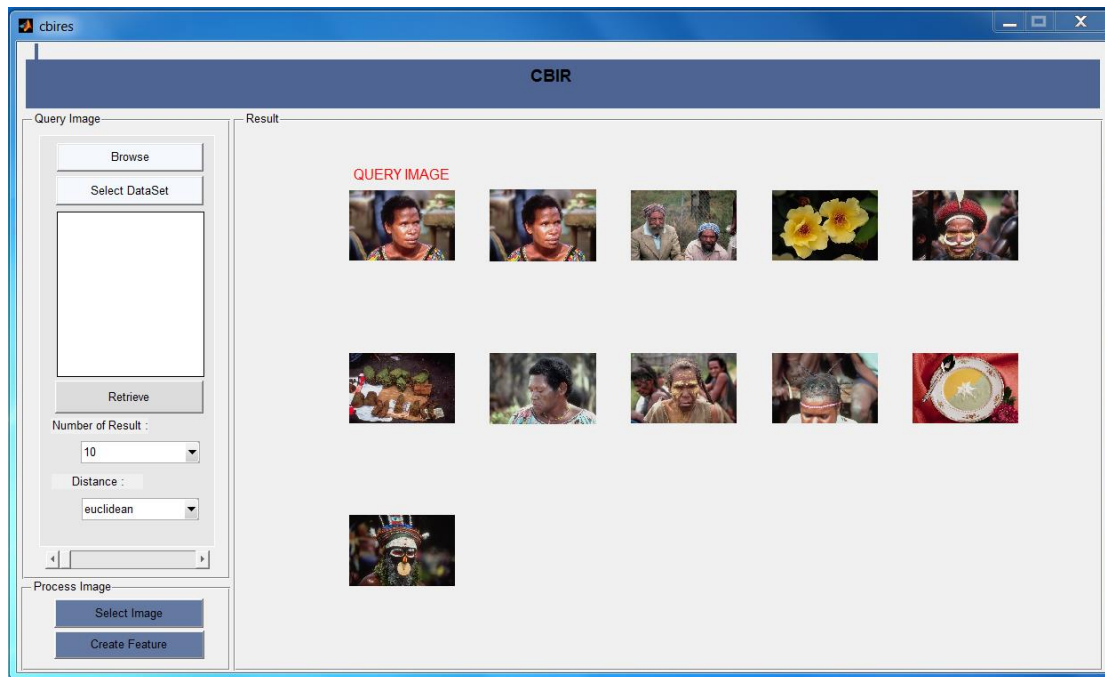 cbires
CBIR
Query Image
Browse
Select DataSet
Retrieve
Number of Result :
10
Distance :
euclidean
Process Image
Select Image
Create Feature
Result
QUERY IMAGE